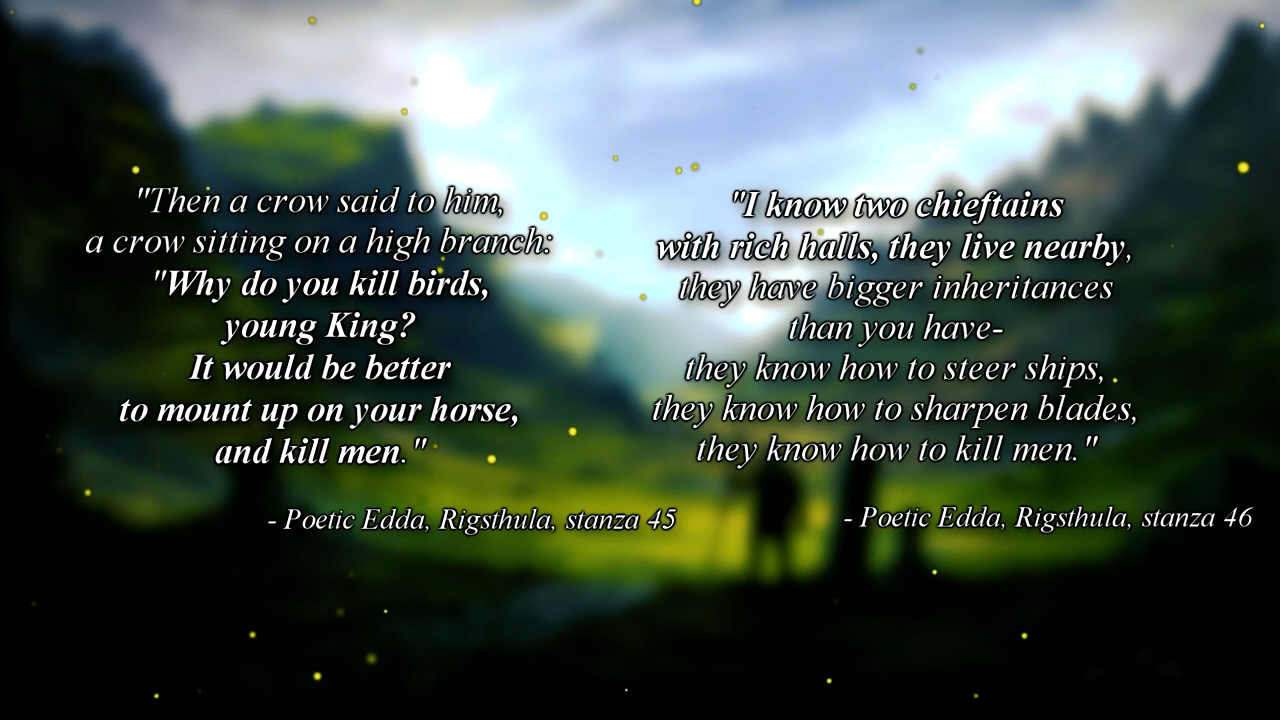 "Then a crow said to him,
a crow sitting on a high branch:
"Why do you kill birds,
young King?
It would be better
to mount up on your horse,
and kill men."
- Poetic Edda, Rigsthula, stanza 45
"I know two chieftains
with rich halls, they live nearby,
they have bigger inheritances
than you have-
they know how to steer ships,
they know how to sharpen blades,
they know how to kill men."
- Poetic Edda, Rigsthula, stanza 46